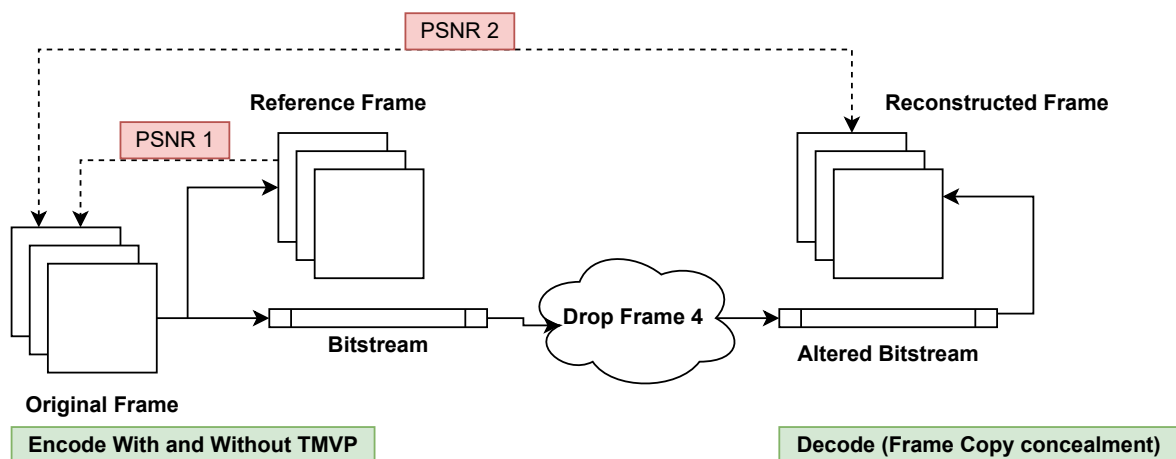 PSNR 2
Reference Frame
Reconstructed Frame
PSNR 1
Drop Frame 4
Bitstream
Altered Bitstream
Original Frame
Encode With and Without TMVP
Decode (Frame Copy concealment)